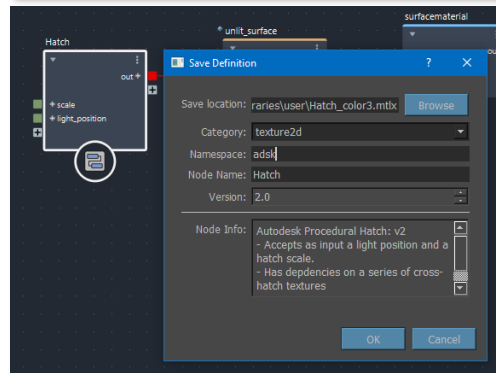 surfacematerial
unlit_surface
Hatch
out
scale
light_position
Save Definition
? ×
Save location: raries\user\Hatch_color3.mtlx Browse
Category: texture2d
Namespace: adsk
Node Name: Hatch
Version: 2.0
Node Info: Autodesk Procedural Hatch: v2
- Accepts as input a light position and a
hatch scale.
- Has depdencies on a series of cross-
hatch textures
OK Cancel